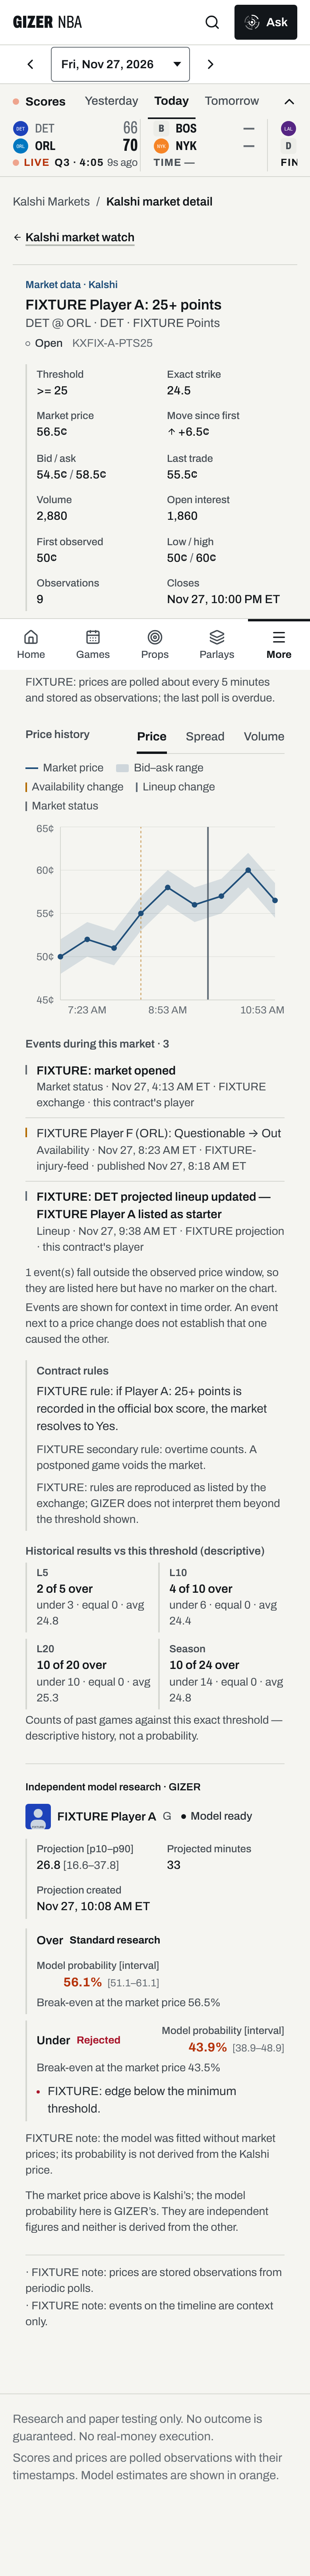 GIZER NBA
Ask
Fri, Nov 27, 2026
Scores Yesterday Today Tomorrow
DET DET 66
ORL ORL 70
LIVE Q3 · 4:05 9s ago
B BOS —
NYK NYK —
TIME —
LAL
D
FIN
Kalshi Markets / Kalshi market detail
← Kalshi market watch
Market data · Kalshi
FIXTURE Player A: 25+ points
DET @ ORL · DET · FIXTURE Points
Open KXFIX-A-PTS25
Threshold Exact strike
>= 25 24.5
Market price Move since first
56.5¢ ↑ +6.5¢
Bid / ask Last trade
54.5¢ / 58.5¢ 55.5¢
Volume Open interest
2,880 1,860
First observed Low / high
50¢ 50¢ / 60¢
Observations Closes
9 Nov 27, 10:00 PM ET
Home Games Props Parlays More
FIXTURE: prices are polled about every 5 minutes
and stored as observations; the last poll is overdue.
Price history Price Spread Volume
Market price Bid–ask range
Availability change Lineup change
Market status
65¢
60¢
55¢
50¢
45¢
7:23 AM 8:53 AM 10:53 AM
Events during this market · 3
FIXTURE: market opened
Market status · Nov 27, 4:13 AM ET · FIXTURE
exchange · this contract's player
FIXTURE Player F (ORL): Questionable → Out
Availability · Nov 27, 8:23 AM ET · FIXTURE-
injury-feed · published Nov 27, 8:18 AM ET
FIXTURE: DET projected lineup updated —
FIXTURE Player A listed as starter
Lineup · Nov 27, 9:38 AM ET · FIXTURE projection
· this contract's player
1 event(s) fall outside the observed price window, so
they are listed here but have no marker on the chart.
Events are shown for context in time order. An event
next to a price change does not establish that one
caused the other.
Contract rules
FIXTURE rule: if Player A: 25+ points is
recorded in the official box score, the market
resolves to Yes.
FIXTURE secondary rule: overtime counts. A
postponed game voids the market.
FIXTURE: rules are reproduced as listed by the
exchange; GIZER does not interpret them beyond
the threshold shown.
Historical results vs this threshold (descriptive)
L5
2 of 5 over
under 3 · equal 0 · avg
24.8
L10
4 of 10 over
under 6 · equal 0 · avg
24.4
L20
10 of 20 over
under 10 · equal 0 · avg
25.3
Season
10 of 24 over
under 14 · equal 0 · avg
24.8
Counts of past games against this exact threshold —
descriptive history, not a probability.
Independent model research · GIZER
FIXTURE Player A G Model ready
Projection [p10–p90] Projected minutes
26.8 [16.6–37.8] 33
Projection created
Nov 27, 10:08 AM ET
Over Standard research
Model probability [interval]
56.1% [51.1–61.1]
Break-even at the market price 56.5%
Under Rejected
Model probability [interval]
43.9% [38.9–48.9]
Break-even at the market price 43.5%
• FIXTURE: edge below the minimum
threshold.
FIXTURE note: the model was fitted without market
prices; its probability is not derived from the Kalshi
price.
The market price above is Kalshi's; the model
probability here is GIZER's. They are independent
figures and neither is derived from the other.
· FIXTURE note: prices are stored observations from
periodic polls.
· FIXTURE note: events on the timeline are context
only.
Research and paper testing only. No outcome is
guaranteed. No real-money execution.
Scores and prices are polled observations with their
timestamps. Model estimates are shown in orange.